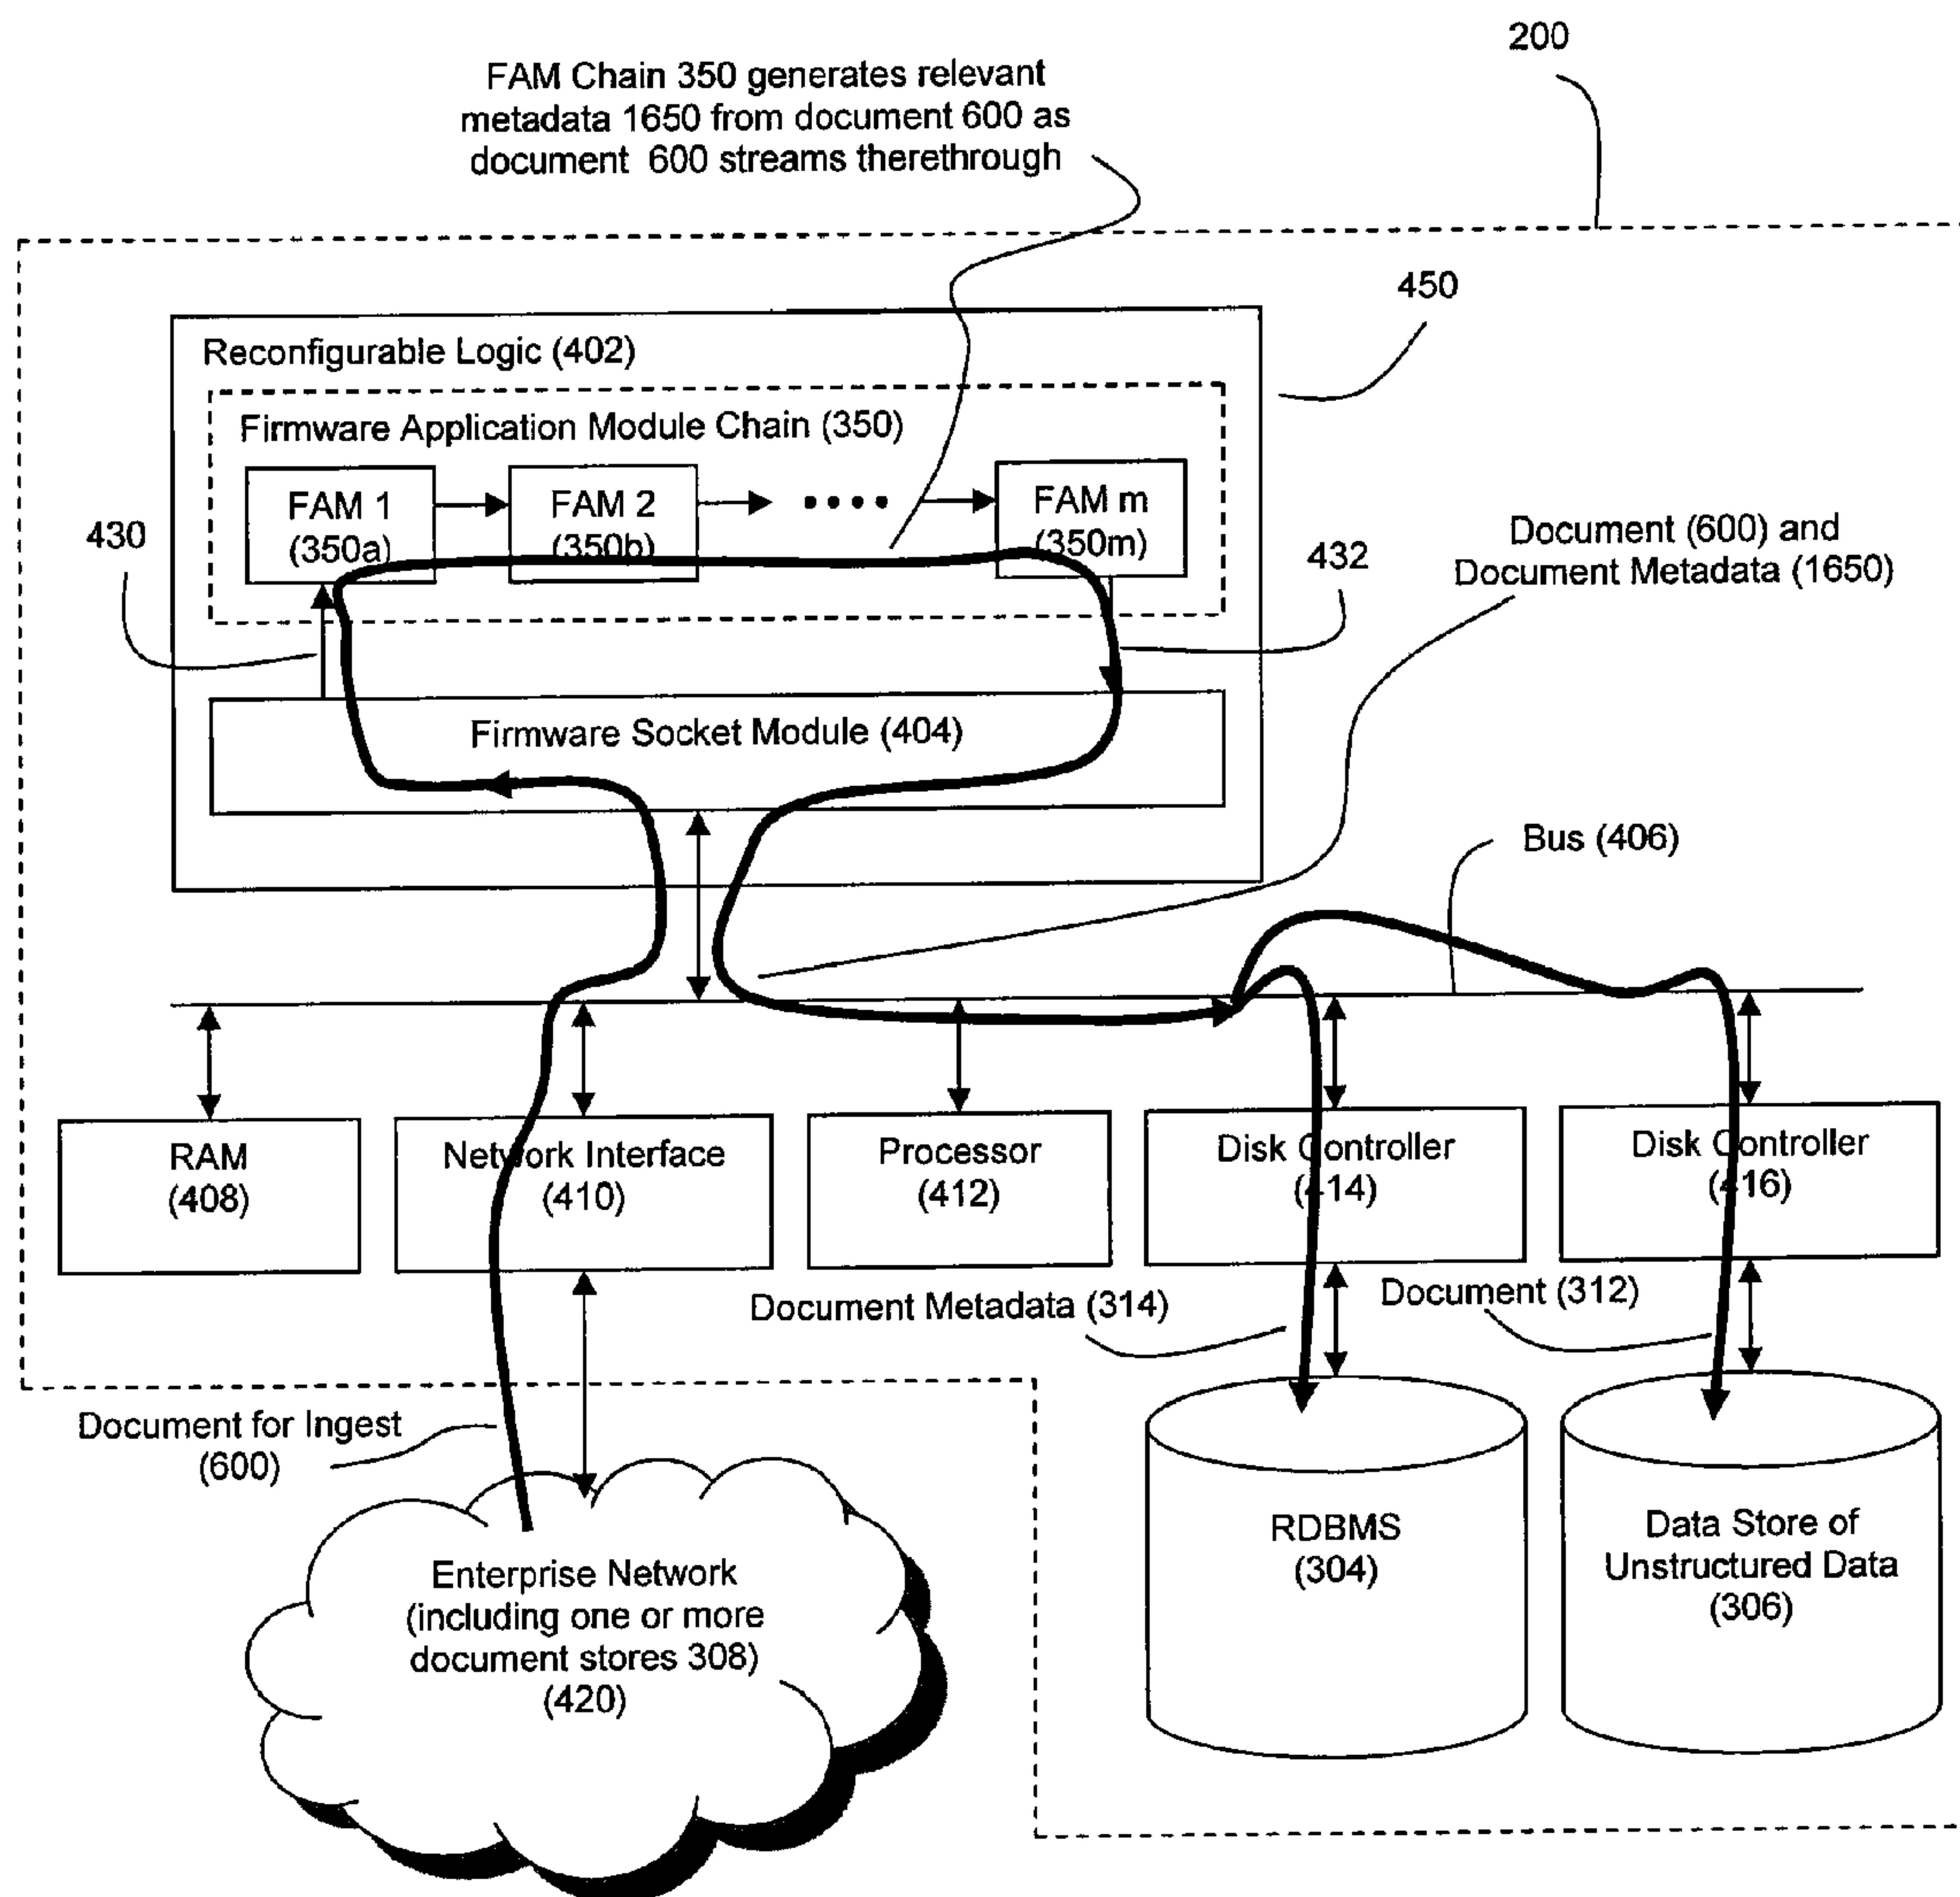 200
FAM Chain 350 generates relevant
metadata 1650 from document 600 as
document 600 streams therethrough
450
Reconfigurable Logic (402)
Firmware Application Module Chain (350)
FAM 1
(350a)
FAM 2
(350b)
••••
FAM m
(350m)
430
432
Document (600) and
Document Metadata (1650)
Firmware Socket Module (404)
Bus (406)
RAM
(408)
Network Interface
(410)
Processor
(412)
Disk Controller
(414)
Disk Controller
(416)
Document Metadata (314)
Document (312)
Document for Ingest
(600)
Enterprise Network
(including one or more
document stores 308)
(420)
RDBMS
(304)
Data Store of
Unstructured Data
(306)